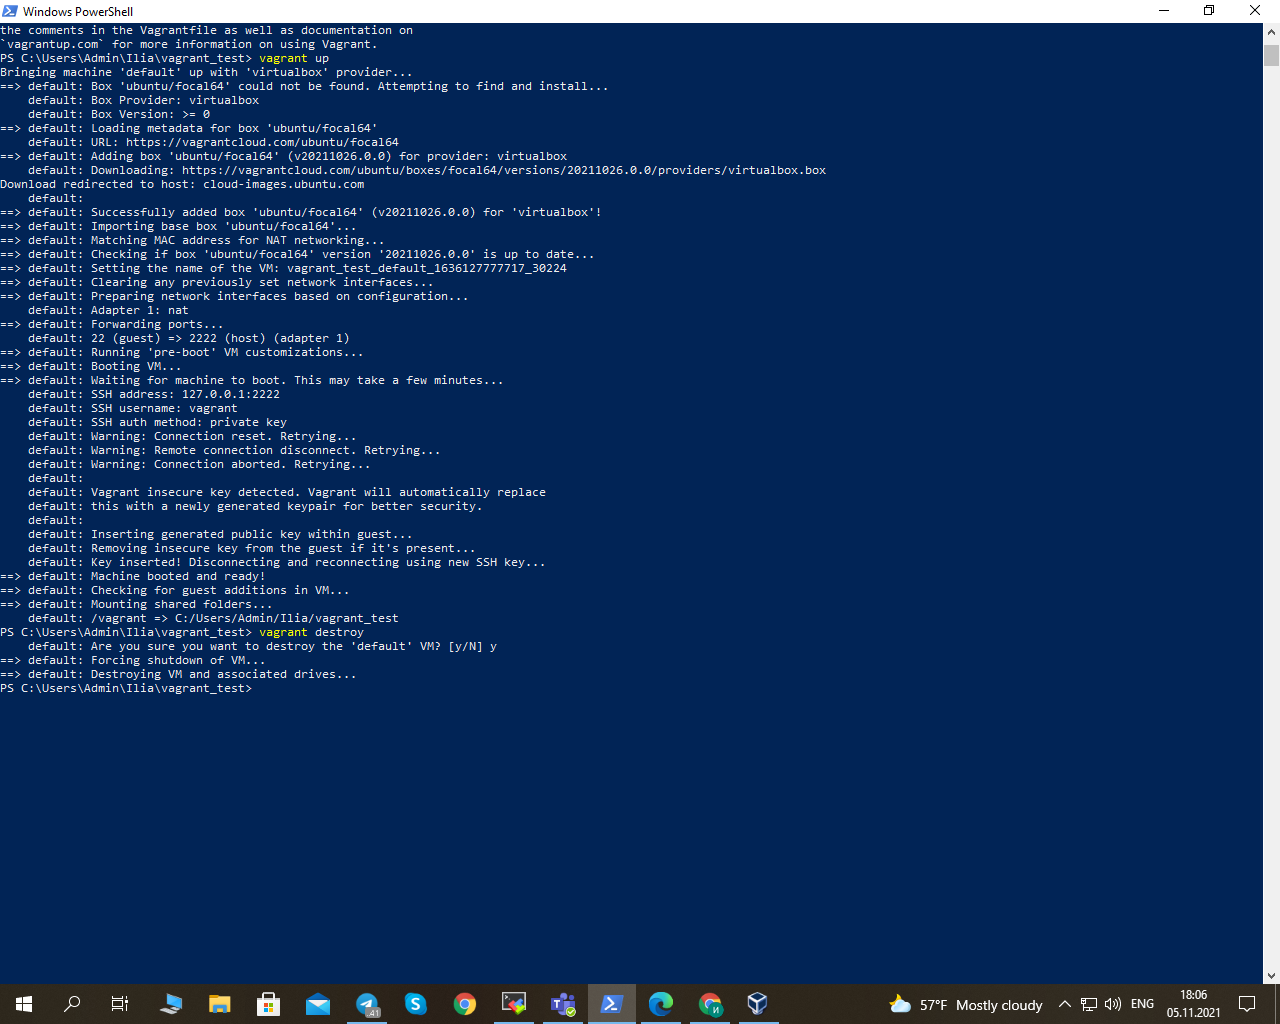 Windows PowerShell
the comments in the Vagrantfile as well as documentation on
`vagrantup.com` for more information on using Vagrant.
PS C:\Users\Admin\Ilia\vagrant_test> vagrant up
Bringing machine 'default' up with 'virtualbox' provider...
==> default: Box 'ubuntu/focal64' could not be found. Attempting to find and install...
    default: Box Provider: virtualbox
    default: Box Version: >= 0
==> default: Loading metadata for box 'ubuntu/focal64'
    default: URL: https://vagrantcloud.com/ubuntu/focal64
==> default: Adding box 'ubuntu/focal64' (v20211026.0.0) for provider: virtualbox
    default: Downloading: https://vagrantcloud.com/ubuntu/boxes/focal64/versions/20211026.0.0/providers/virtualbox.box
Download redirected to host: cloud-images.ubuntu.com
    default:
==> default: Successfully added box 'ubuntu/focal64' (v20211026.0.0) for 'virtualbox'!
==> default: Importing base box 'ubuntu/focal64'...
==> default: Matching MAC address for NAT networking...
==> default: Checking if box 'ubuntu/focal64' version '20211026.0.0' is up to date...
==> default: Setting the name of the VM: vagrant_test_default_1636127777717_30224
==> default: Clearing any previously set network interfaces...
==> default: Preparing network interfaces based on configuration...
    default: Adapter 1: nat
==> default: Forwarding ports...
    default: 22 (guest) => 2222 (host) (adapter 1)
==> default: Running 'pre-boot' VM customizations...
==> default: Booting VM...
==> default: Waiting for machine to boot. This may take a few minutes...
    default: SSH address: 127.0.0.1:2222
    default: SSH username: vagrant
    default: SSH auth method: private key
    default: Warning: Connection reset. Retrying...
    default: Warning: Remote connection disconnect. Retrying...
    default: Warning: Connection aborted. Retrying...
    default:
    default: Vagrant insecure key detected. Vagrant will automatically replace
    default: this with a newly generated keypair for better security.
    default:
    default: Inserting generated public key within guest...
    default: Removing insecure key from the guest if it's present...
    default: Key inserted! Disconnecting and reconnecting using new SSH key...
==> default: Machine booted and ready!
==> default: Checking for guest additions in VM...
==> default: Mounting shared folders...
    default: /vagrant => C:/Users/Admin/Ilia/vagrant_test
PS C:\Users\Admin\Ilia\vagrant_test> vagrant destroy
    default: Are you sure you want to destroy the 'default' VM? [y/N] y
==> default: Forcing shutdown of VM...
==> default: Destroying VM and associated drives...
PS C:\Users\Admin\Ilia\vagrant_test>
57°F Mostly cloudy
ENG
18:06
05.11.2021
.41
И